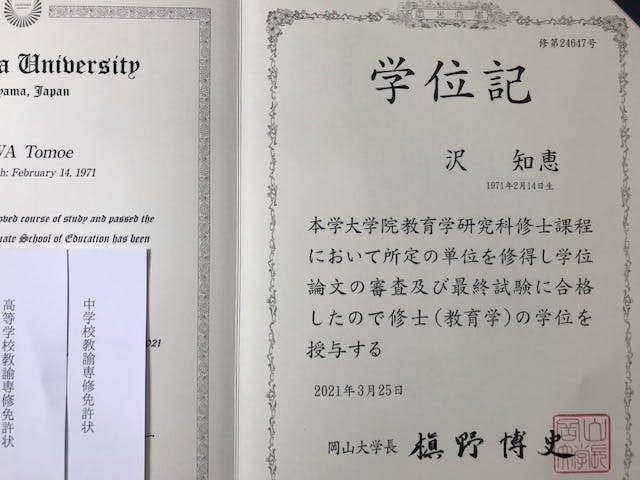 a University
yama, Japan
WA Tomoe
th: February 14, 1971
oved course of study and passed the
uate School of Education has been
2021
高等学校教諭専修免許状
中学校教諭専修免許状
修第24647号
学位記
沢 知恵
1971年2月14日生
本学大学院教育学研究科修士課程
において所定の単位を修得し学位
論文の審査及び最終試験に合格
したので修士(教育学)の学位を
授与する
2021年3月25日
岡山大学長 槇野博史